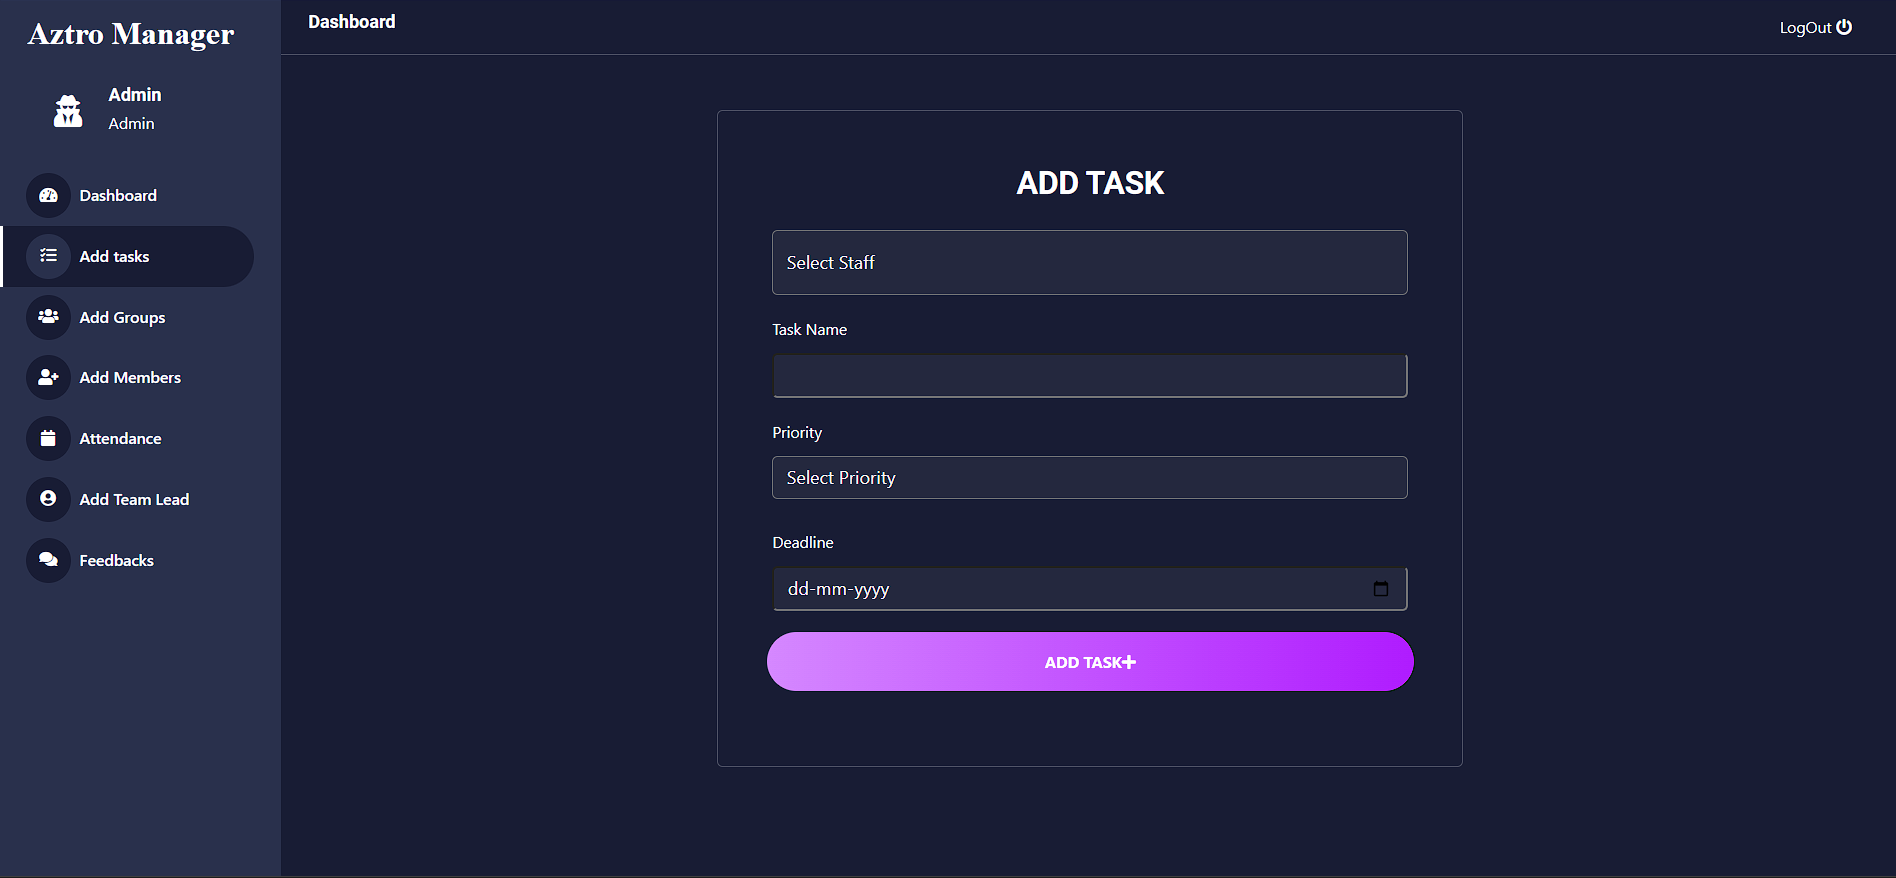 Aztro Manager
Admin
Admin
Dashboard
Add tasks
Add Groups
Add Members
Attendance
Add Team Lead
Feedbacks
Dashboard
LogOut
ADD TASK
Select Staff
Task Name
Priority
Select Priority
Deadline
dd-mm-yyyy
ADD TASK